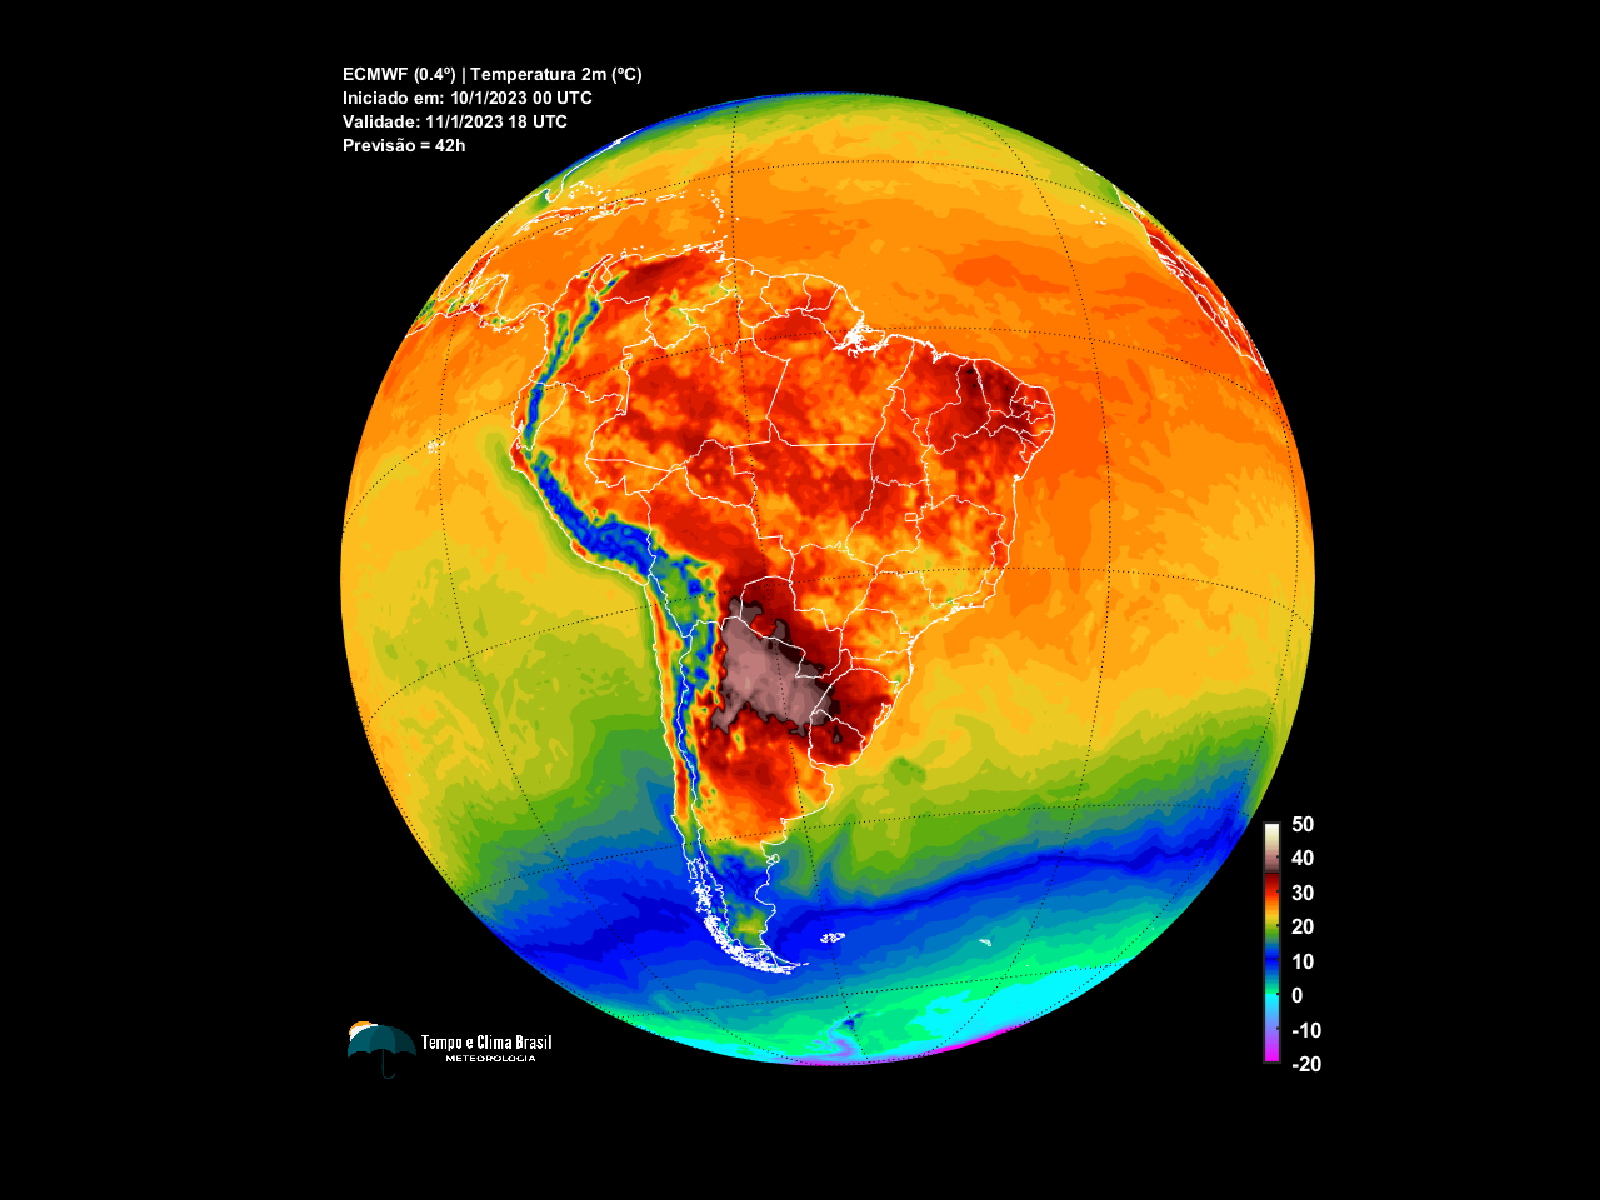 ECMWF (0.4º) | Temperatura 2m (ºC)
Iniciado em: 10/1/2023 00 UTC
Validade: 11/1/2023 18 UTC
Previsão = 42h
50
40
30
20
10
0
-10
-20
Tempo e Clima Brasil
METEOROLOGIA